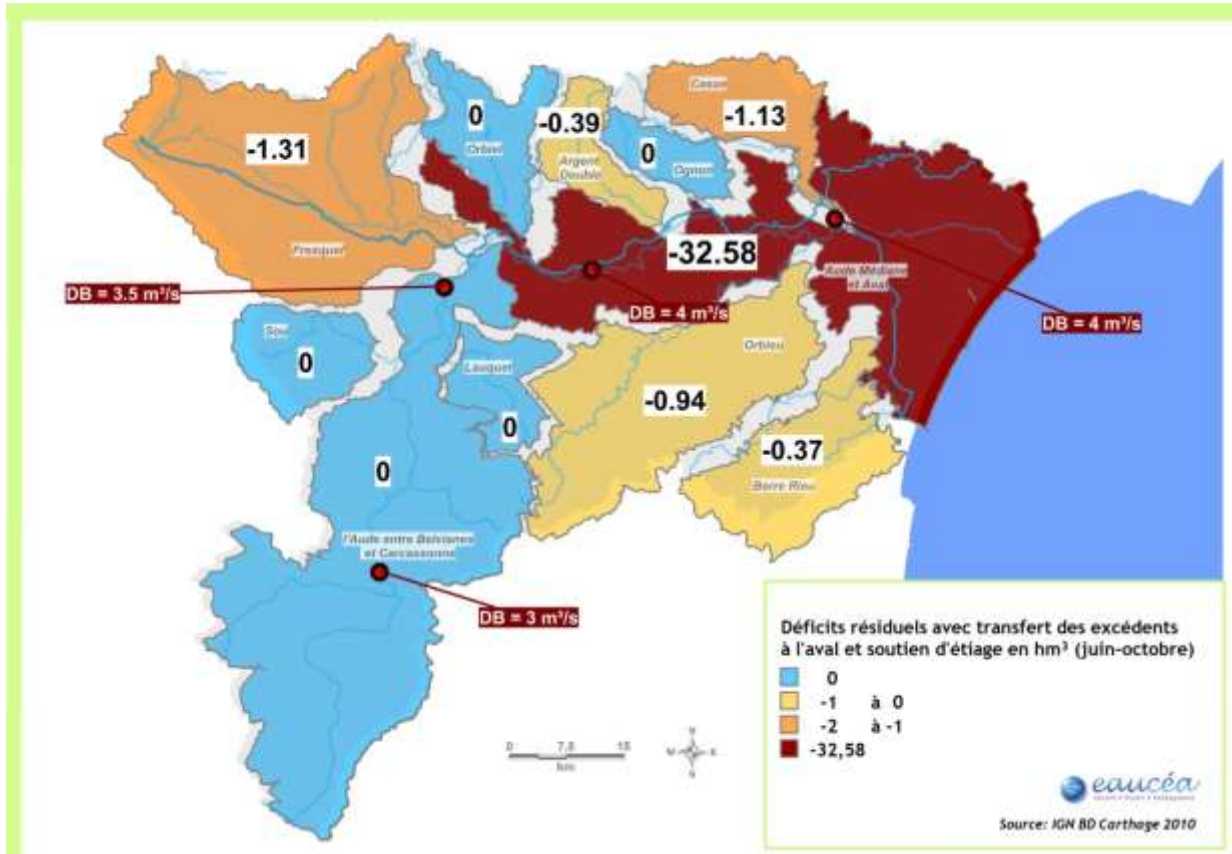 Cesse
-1.31
0
Orbiel
-0.39
-1.13
Argent
Double
0
Ognon
Fresquel
-32.58
Aude Médiane
et Aval
DB = 3.5 m³/s
DB = 4 m³/s
DB = 4 m³/s
Sou
0
Lauquet
0
Orbieu
-0.94
-0.37
Berre Rieu
0
l'Aude entre Belvianes
et Carcassonne
DB = 3 m³/s
Déficits résiduels avec transfert des excédents
à l'aval et soutien d'étiage en hm³ (juin-octobre)
0
-1 à 0
-2 à -1
-32,58
0 7.5 15
km
N
E
S
eaucéa
Source: IGN BD Carthage 2010